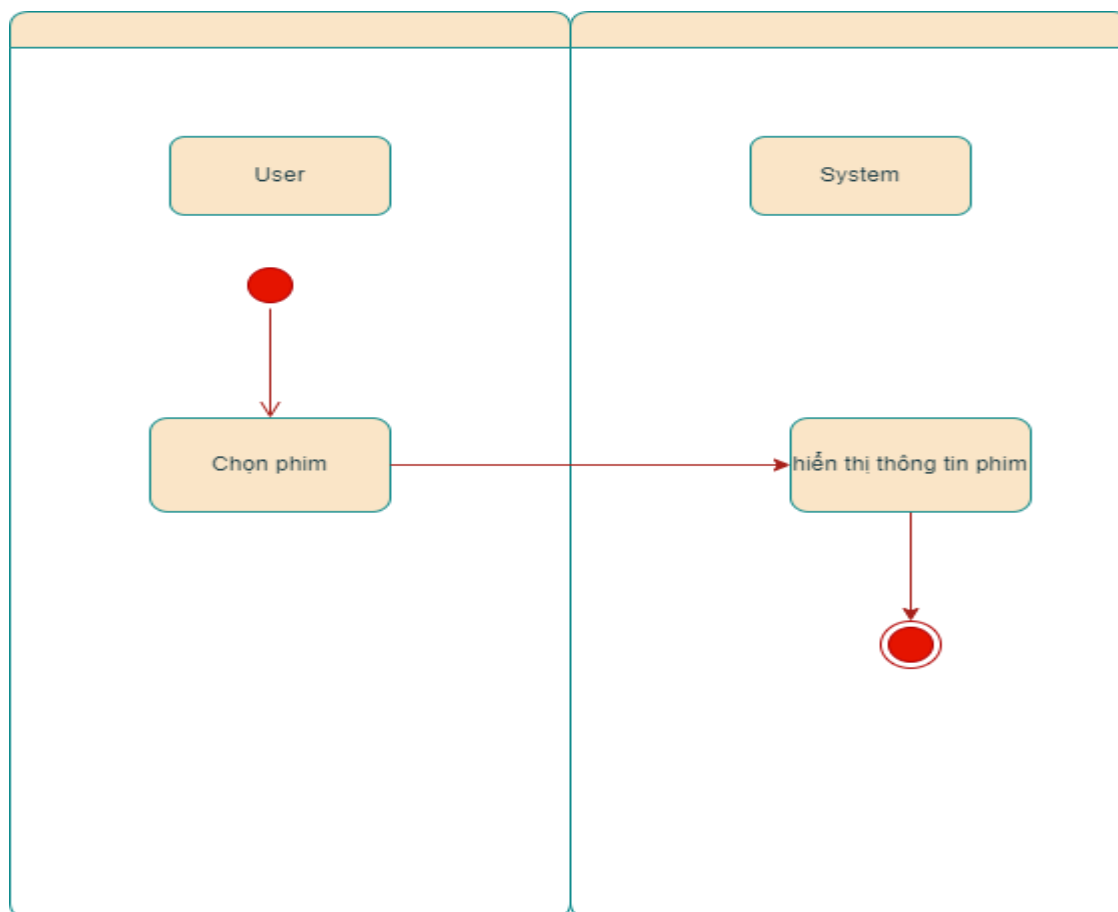 User
System
Chọn phim
hiển thị thông tin phim